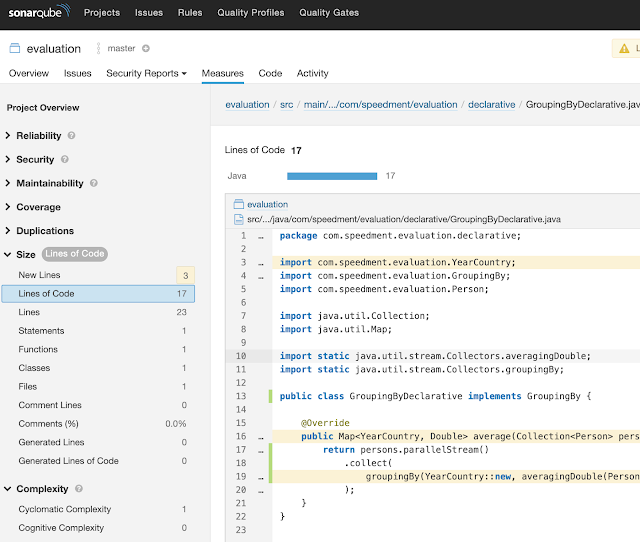 sonarqube Projects Issues Rules Quality Profiles Quality Gates
evaluation master
Overview Issues Security Reports Measures Code Activity
Project Overview
Reliability ?
Security ?
Maintainability ?
Coverage
Duplications
Size Lines of Code
New Lines 3
Lines of Code 17
Lines 23
Statements 1
Functions 1
Classes 1
Files 1
Comment Lines 0
Comments (%) 0.0%
Generated Lines 0
Generated Lines of Code 0
Complexity ?
Cyclomatic Complexity 1
Cognitive Complexity 0
evaluation / src / main/.../com/speedment/evaluation / declarative / GroupingByDeclarative.jav
Lines of Code 17
Java 17
evaluation
src/.../java/com/speedment/evaluation/declarative/GroupingByDeclarative.java
1 … package com.speedment.evaluation.declarative;
2
3 … import com.speedment.evaluation.YearCountry;
4 … import com.speedment.evaluation.GroupingBy;
5 import com.speedment.evaluation.Person;
6
7 import java.util.Collection;
8 import java.util.Map;
9
10 import static java.util.stream.Collectors.averagingDouble;
11 import static java.util.stream.Collectors.groupingBy;
12
13 public class GroupingByDeclarative implements GroupingBy {
14
15 @Override
16 … public Map<YearCountry, Double> average(Collection<Person> pers
17 … return persons.parallelStream()
18 … .collect(
19 … groupingBy(YearCountry::new, averagingDouble(Person
20 … );
21 }
22 }
23